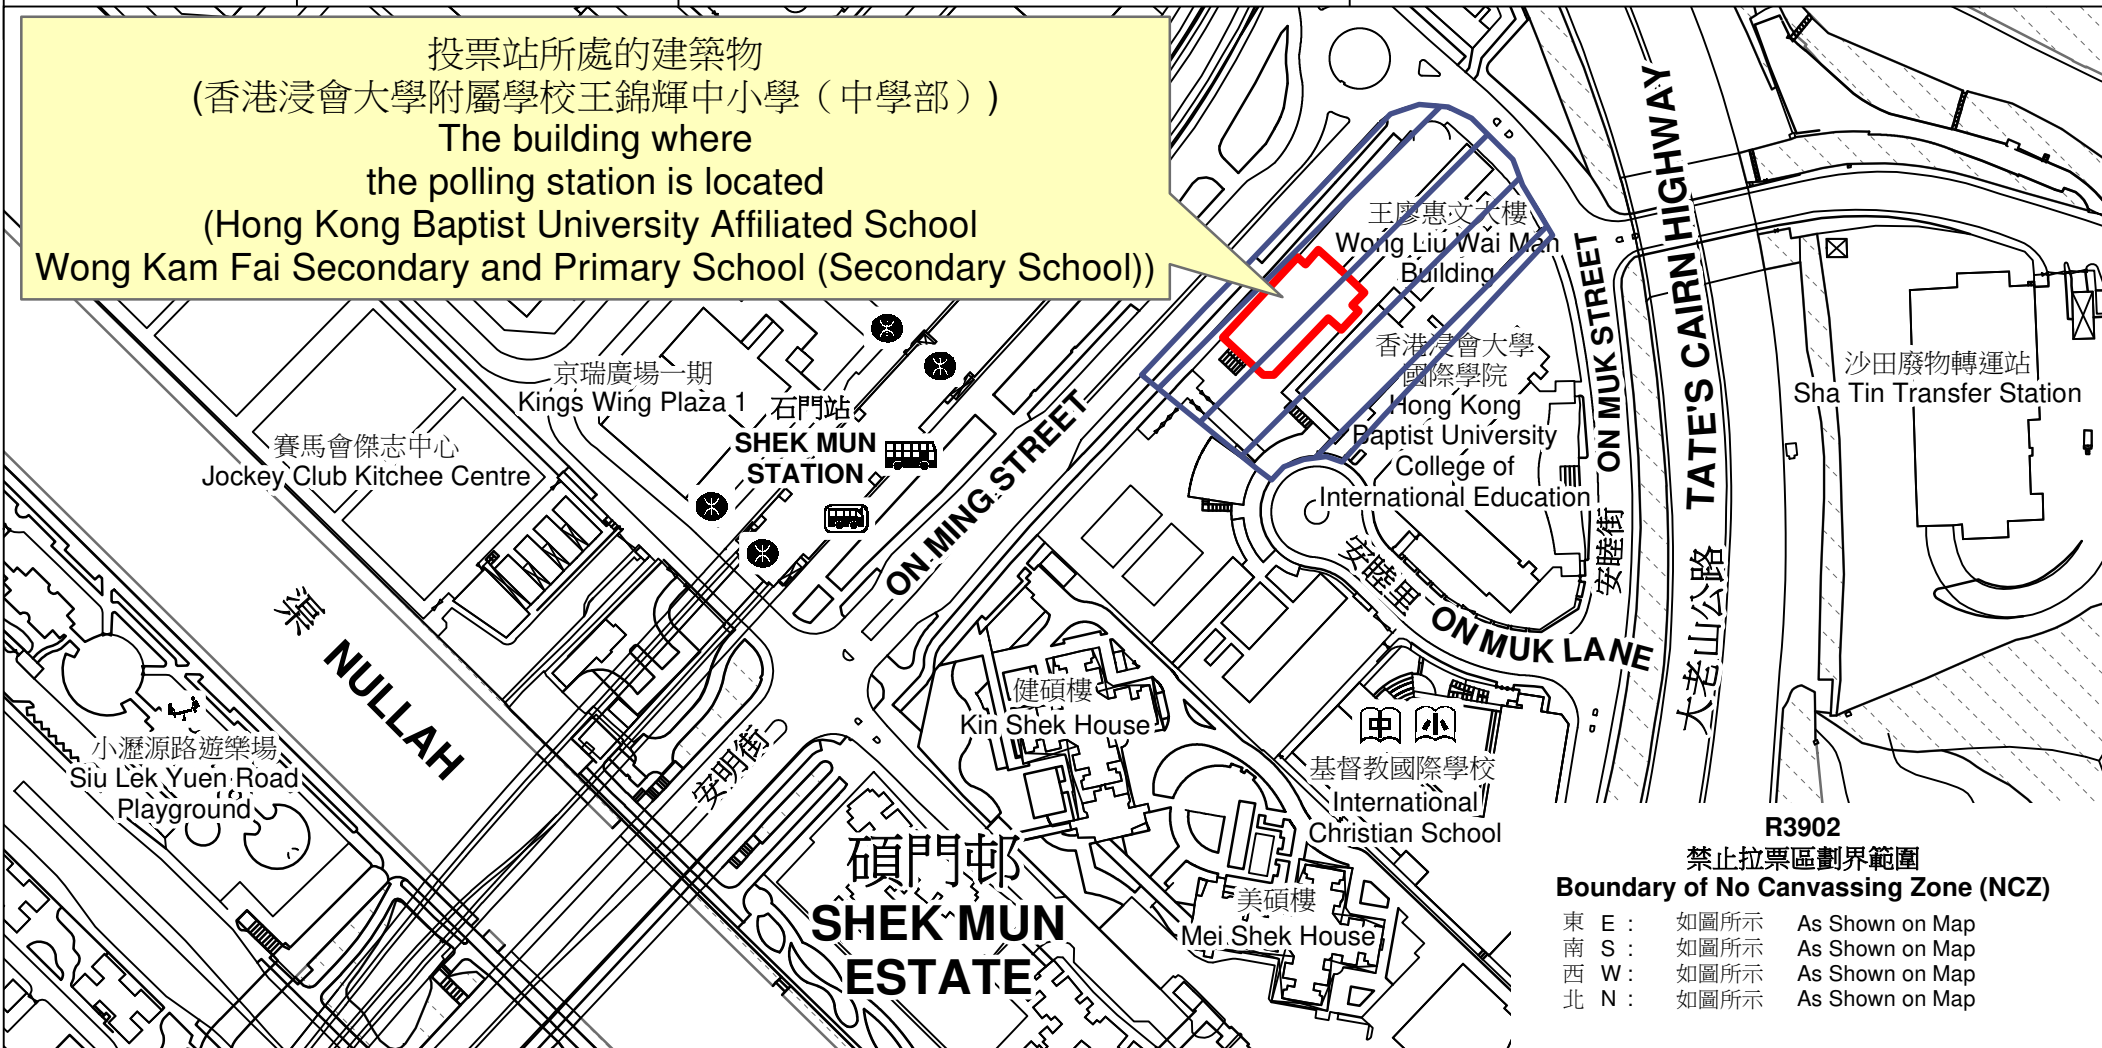 投票站所處的建築物
(香港浸會大學附屬學校王錦輝中小學（中學部）)
The building where
the polling station is located
(Hong Kong Baptist University Affiliated School
Wong Kam Fai Secondary and Primary School (Secondary School))
王廖惠文大樓
Wong Liu Wai Man
Building
香港浸會大學
國際學院
Hong Kong
Baptist University
College of
International Education
ON MUK STREET
安睦街
TATE'S CAIRN HIGHWAY
大老山公路
沙田廢物轉運站
Sha Tin Transfer Station
京瑞廣場一期
Kings Wing Plaza 1
石門站
SHEK MUN
STATION
賽馬會傑志中心
Jockey Club Kitchee Centre
ON MING STREET
安明街
安睦里
ON MUK LANE
渠
NULLAH
小瀝源路遊樂場
Siu Lek Yuen Road
Playground
健碩樓
Kin Shek House
中
小
基督教國際學校
International
Christian School
碩門邨
SHEK MUN
ESTATE
美碩樓
Mei Shek House
R3902
禁止拉票區劃界範圍
Boundary of No Canvassing Zone (NCZ)
東 E : 如圖所示 As Shown on Map
南 S : 如圖所示 As Shown on Map
西 W : 如圖所示 As Shown on Map
北 N : 如圖所示 As Shown on Map